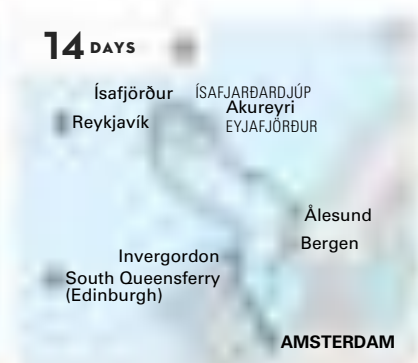 14 DAYS
Ísafjörður
ÍSAFJARÐARDJÚP
Akureyri
Reykjavík
EYJAFJÖRÐUR
Ålesund
Bergen
Invergordon
South Queensferry
(Edinburgh)
AMSTERDAM